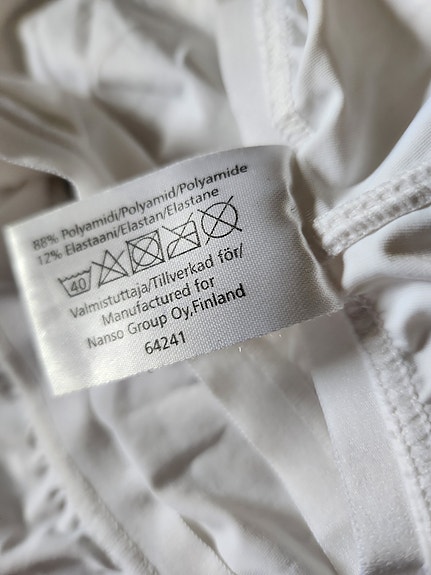 88% Polyamidi/Polyamid/Polyamide
12% Elastaani/Elastan/Elastane
40
Valmistuttaja/Tillverkad för/
Manufactured for
Nanso Group Oy,Finland
64241